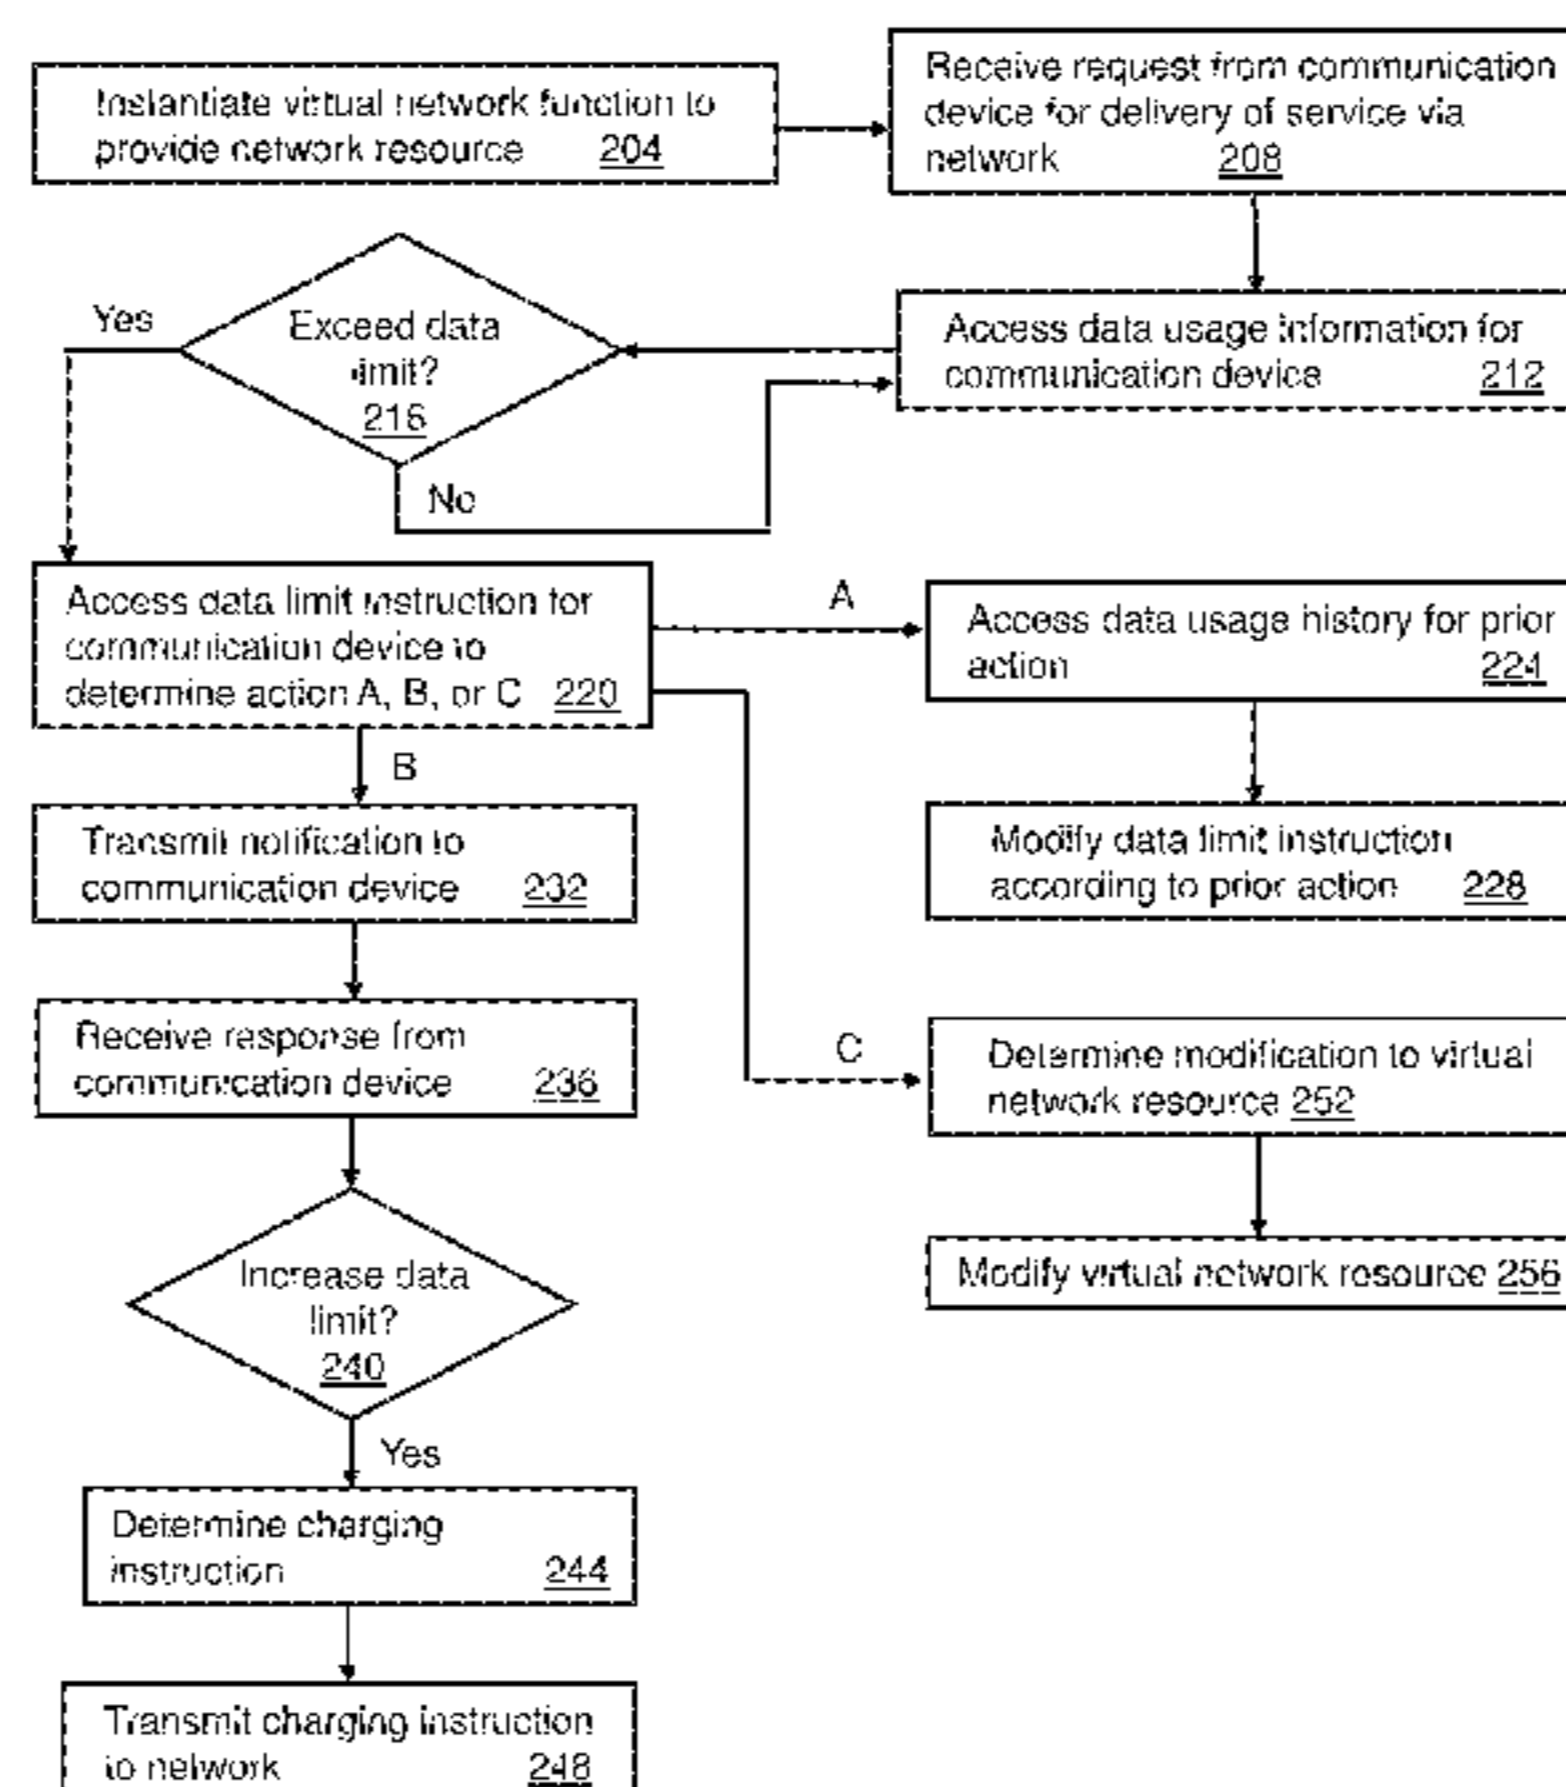 Instantiate virtual network function to
provide network resource 204
Receive request from communication
device for delivery of service via
network 208
Yes
Exceed data
limit?
216
Access data usage information for
communication device 212
No
Access data limit instruction for
communication device to
determine action A, B, or C 220
A
Access data usage history for prior
action 224
B
Transmit notification to
communication device 232
Modify data limit instruction
according to prior action 228
Receive response from
communication device 236
C
Determine modification to virtual
network resource 252
Increase data
limit?
240
Modify virtual network resource 256
Yes
Determine charging
instruction 244
Transmit charging instruction
to network 248